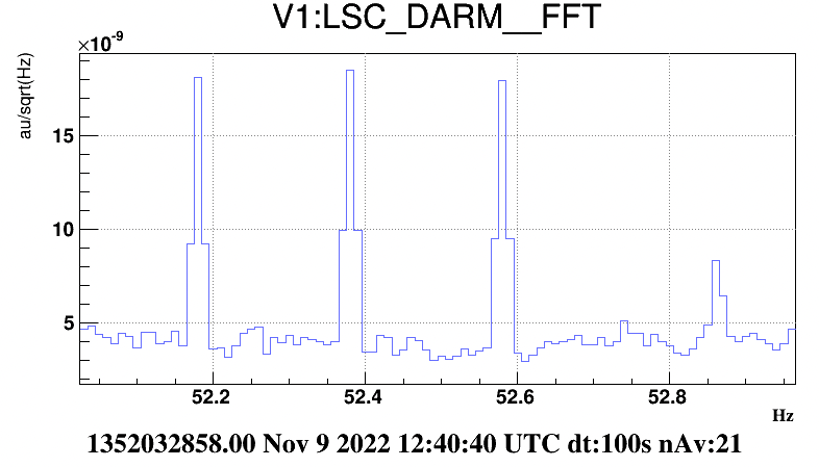 V1:LSC_DARM__FFT
×10⁻⁹
au/sqrt(Hz)
15
10
5
52.2 52.4 52.6 52.8
Hz
1352032858.00 Nov 9 2022 12:40:40 UTC dt:100s nAv:21